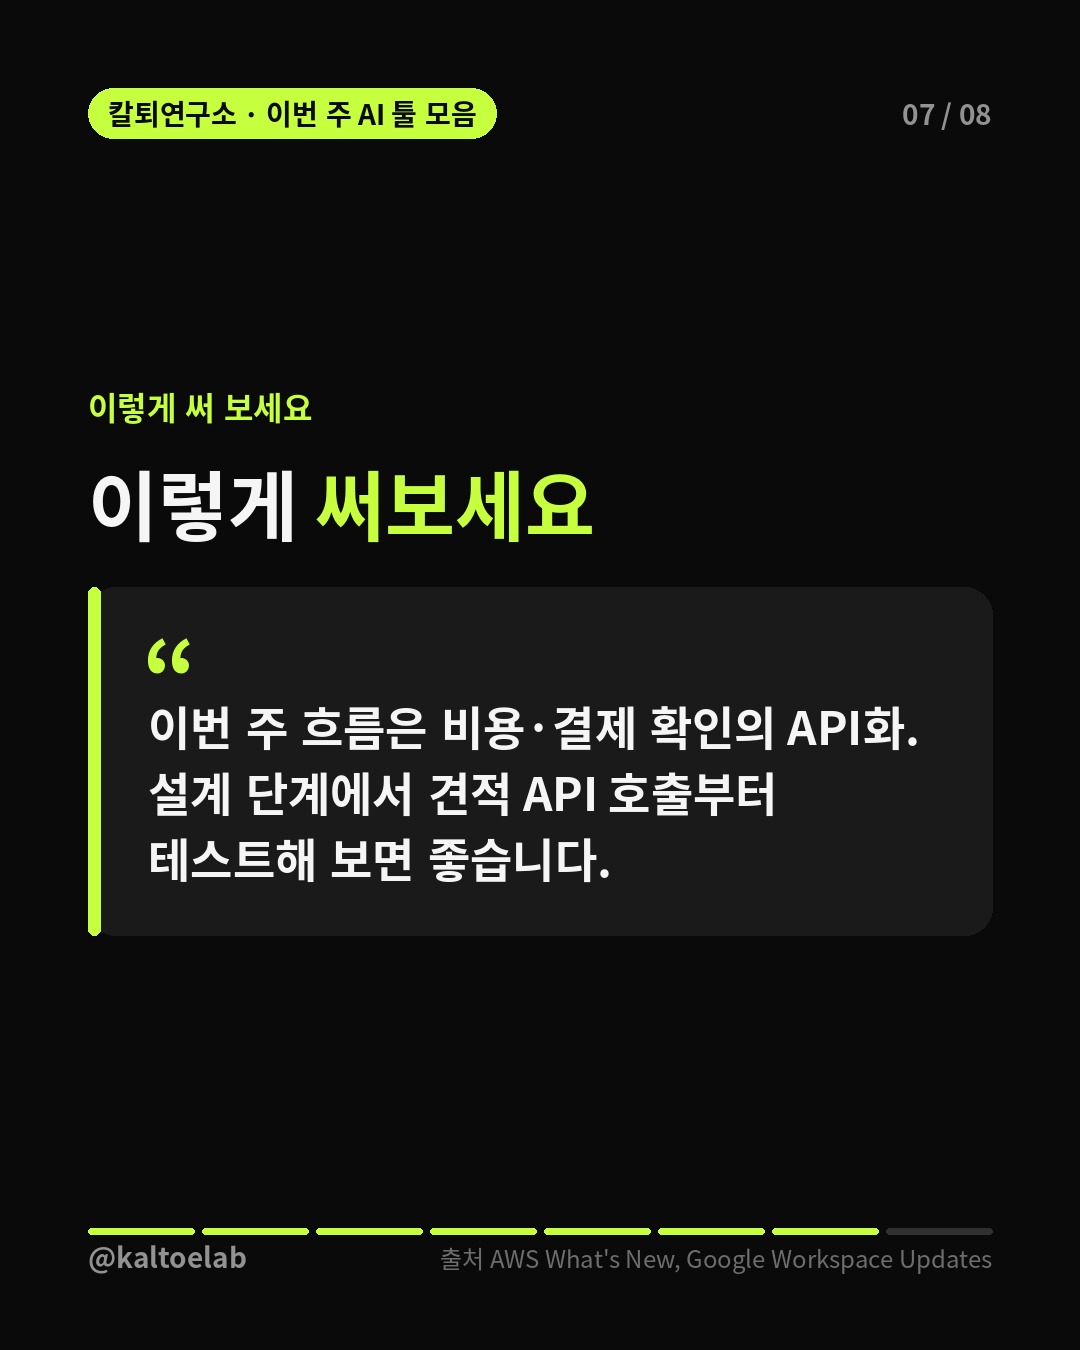 칼퇴연구소 · 이번 주 AI 툴 모음
07 / 08
이렇게 써 보세요
이렇게 써보세요
“
이번 주 흐름은 비용·결제 확인의 API화.
설계 단계에서 견적 API 호출부터
테스트해 보면 좋습니다.
@kaltoelab
출처 AWS What's New, Google Workspace Updates